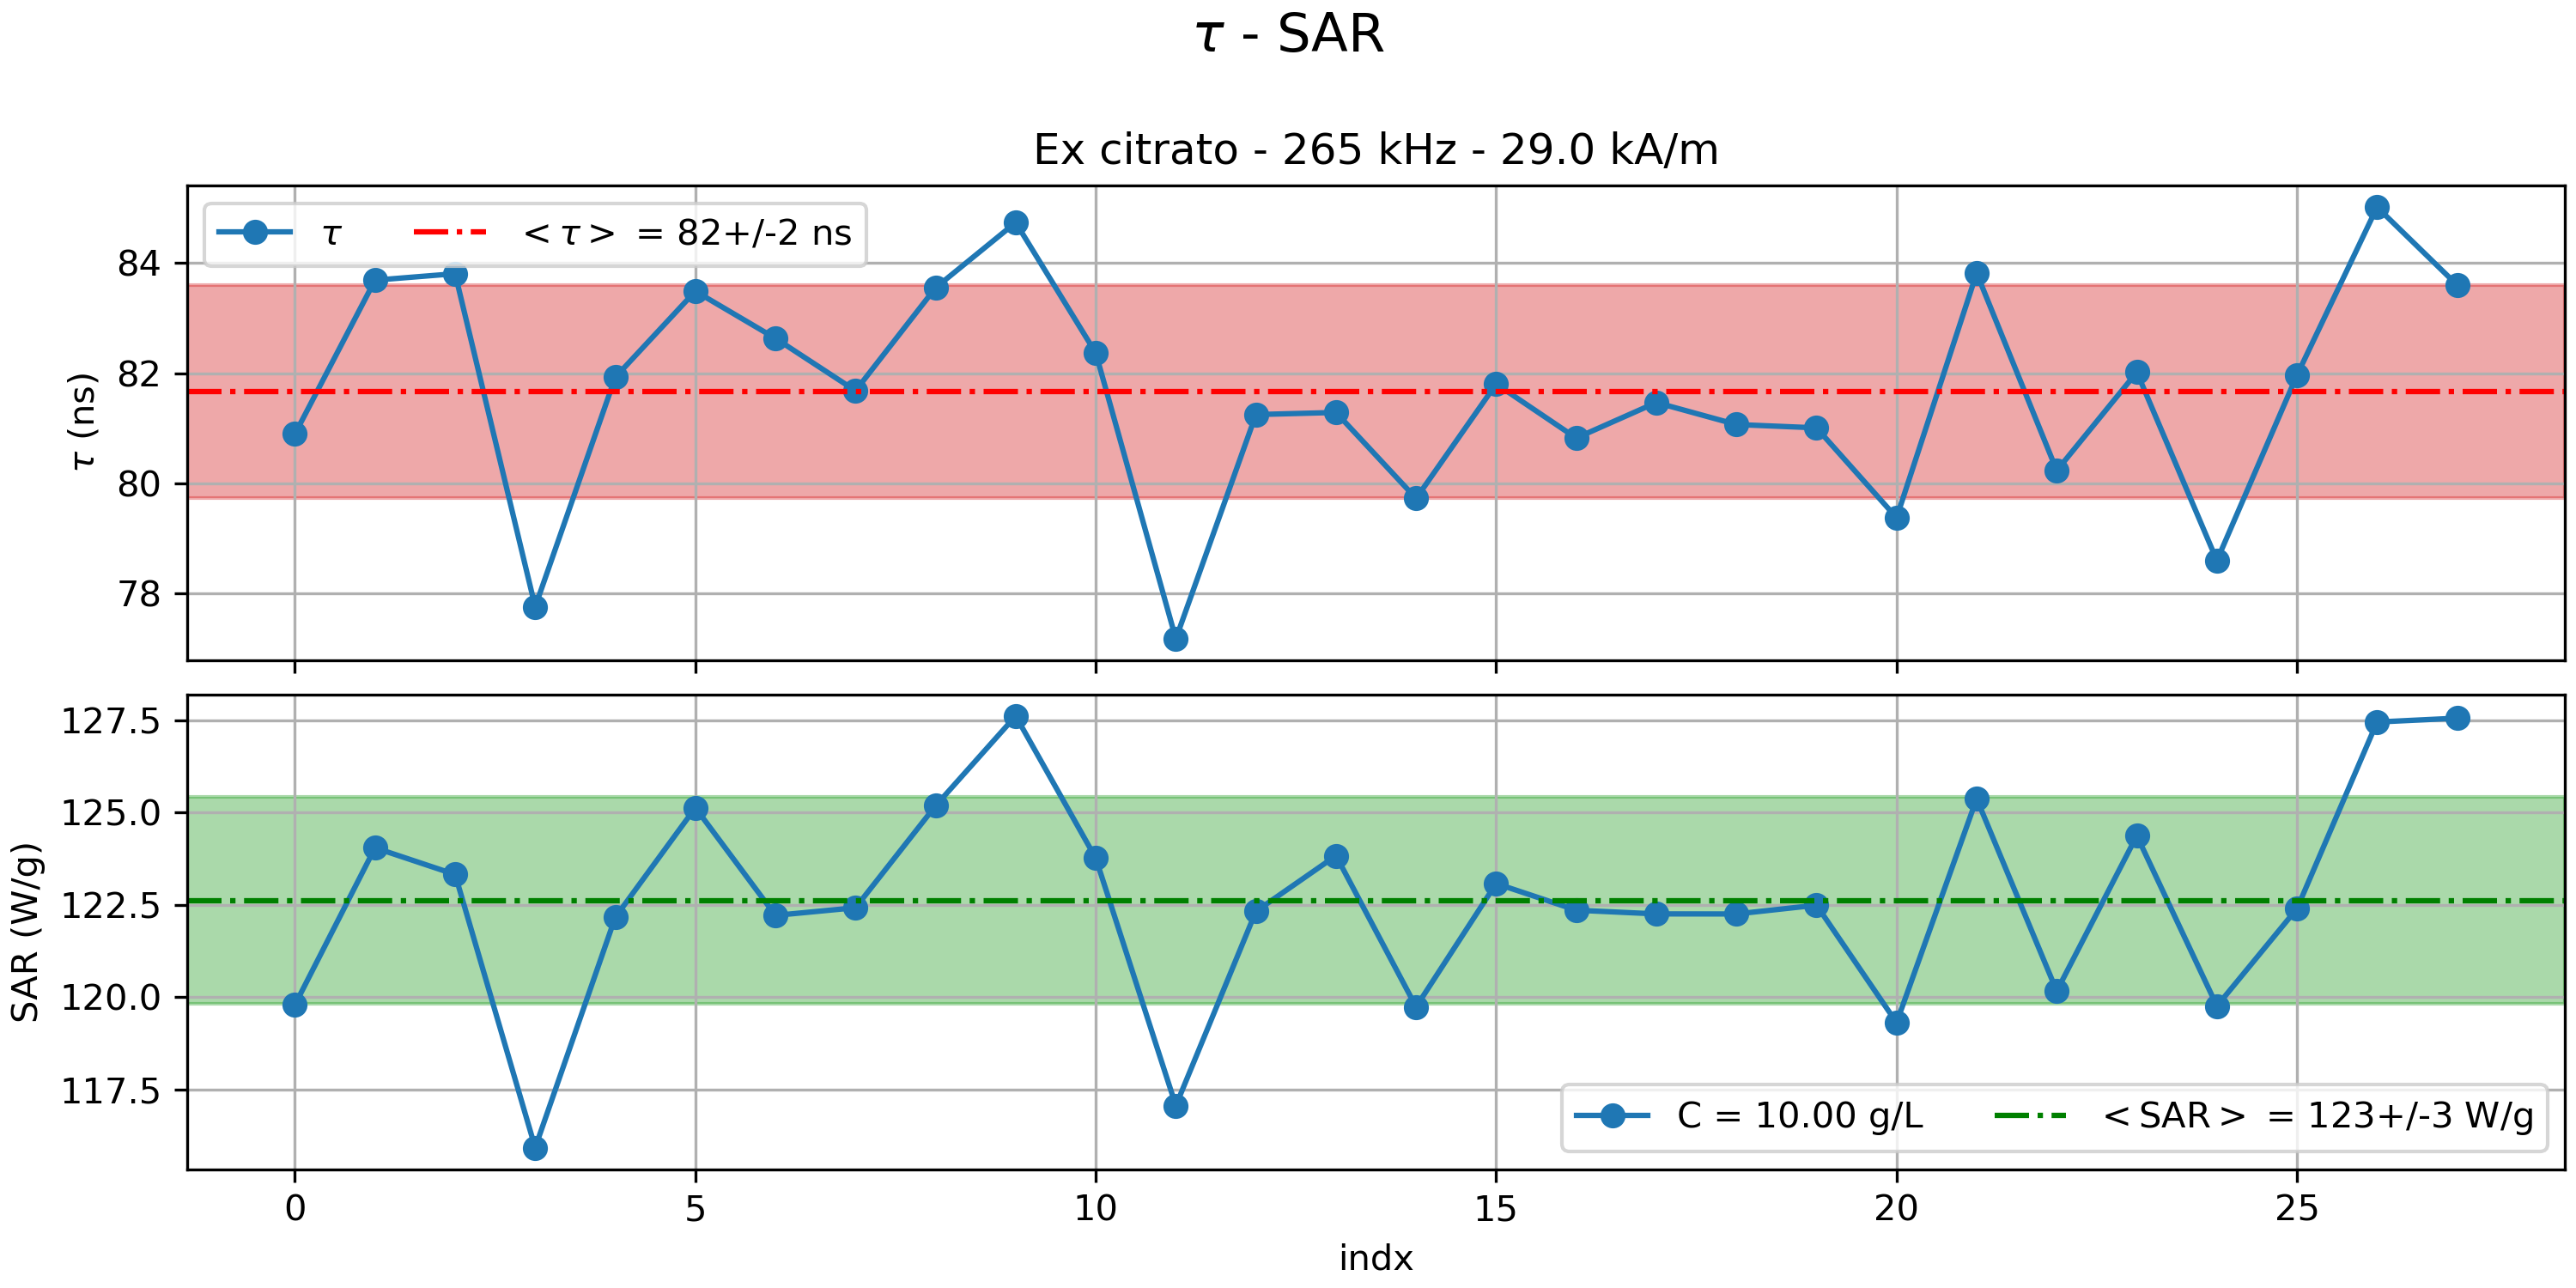 τ - SAR
Ex citrato - 265 kHz - 29.0 kA/m
τ
<τ> = 82+/-2 ns
τ (ns)
84
82
80
78
SAR (W/g)
127.5
125.0
122.5
120.0
117.5
C = 10.00 g/L
<SAR> = 123+/-3 W/g
0 5 10 15 20 25
indx